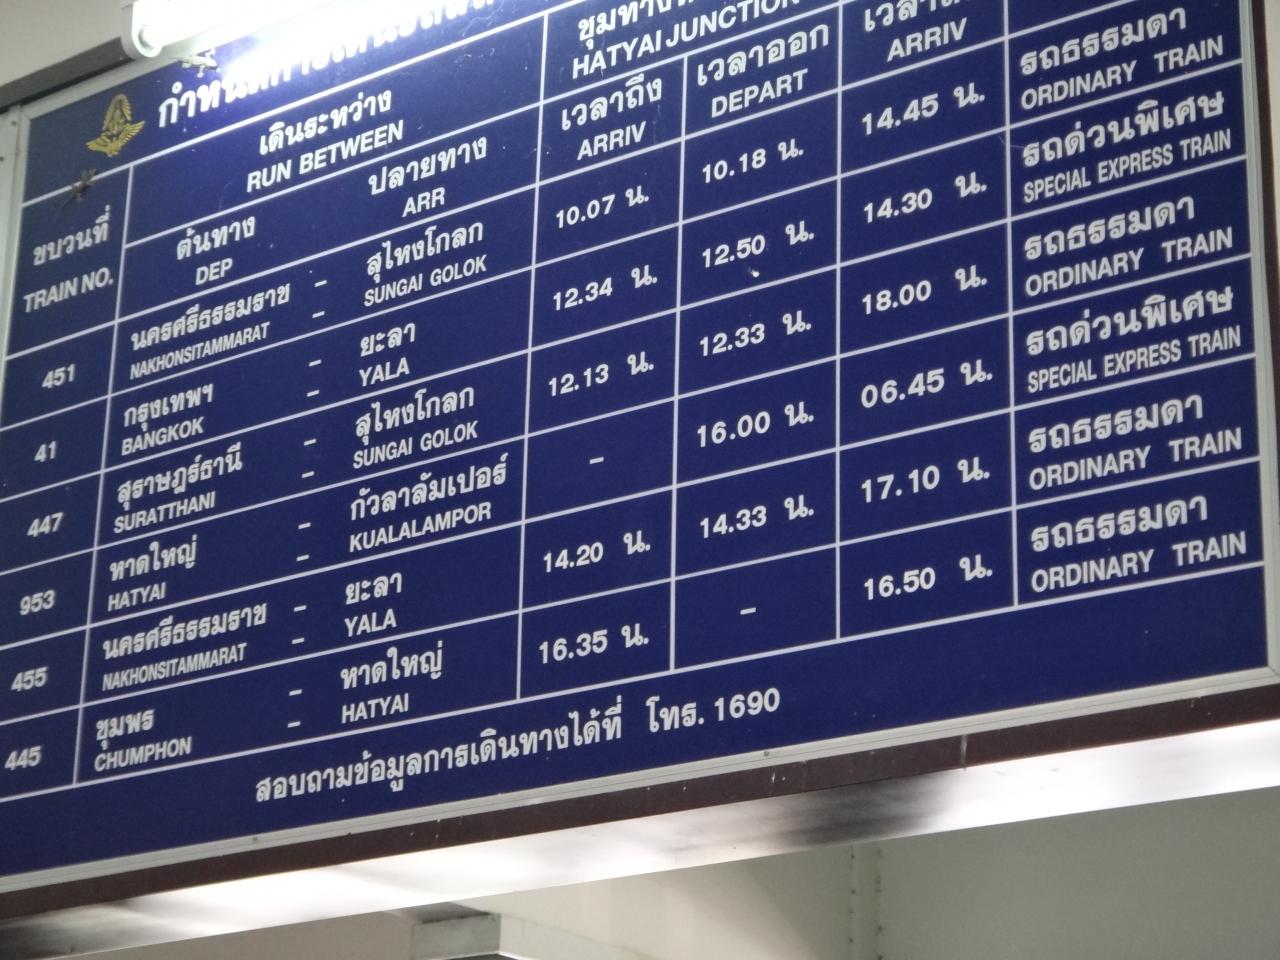 HATYAI JUNCTION
เดินระหว่าง
RUN BETWEEN
ขบวนที่
TRAIN NO.
ต้นทาง
DEP
ปลายทาง
ARR
เวลาถึง
ARRIV
เวลาออก
DEPART
ARRIV
451
นครศรีธรรมราช - สุไหงโกลก
NAKHONSITAMMARAT - SUNGAI GOLOK
10.07 น.
10.18 น.
14.45 น.
รถธรรมดา
ORDINARY TRAIN
41
กรุงเทพฯ - ยะลา
BANGKOK - YALA
12.34 น.
12.50 น.
14.30 น.
รถด่วนพิเศษ
SPECIAL EXPRESS TRAIN
447
สุราษฎร์ธานี - สุไหงโกลก
SURATTHANI - SUNGAI GOLOK
12.13 น.
12.33 น.
18.00 น.
รถธรรมดา
ORDINARY TRAIN
953
หาดใหญ่ - กัวลาลัมเปอร์
HATYAI - KUALALAMPOR
-
16.00 น.
06.45 น.
รถด่วนพิเศษ
SPECIAL EXPRESS TRAIN
455
นครศรีธรรมราช - ยะลา
NAKHONSITAMMARAT - YALA
14.20 น.
14.33 น.
17.10 น.
รถธรรมดา
ORDINARY TRAIN
445
ชุมพร - หาดใหญ่
CHUMPHON - HATYAI
16.35 น.
-
16.50 น.
รถธรรมดา
ORDINARY TRAIN
สอบถามข้อมูลการเดินทางได้ที่ โทร. 1690